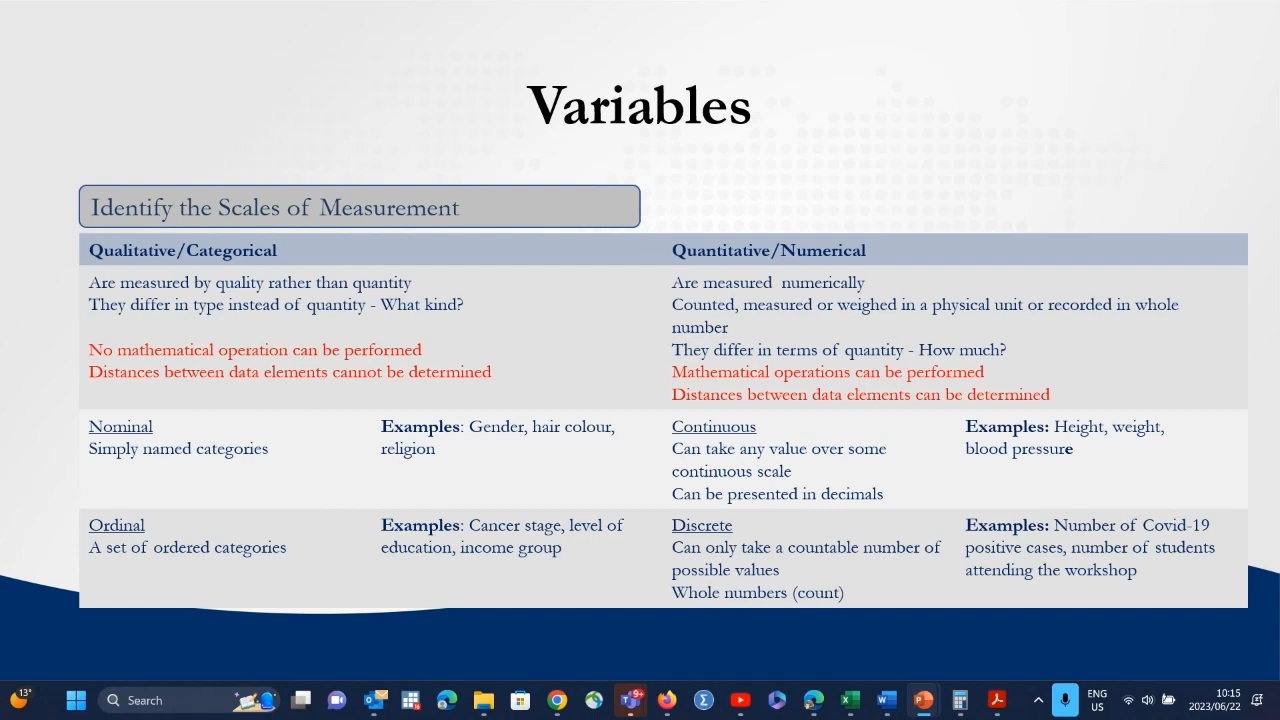 Variables
Identify the Scales of Measurement
Qualitative/Categorical
Quantitative/Numerical
Are measured by quality rather than quantity
They differ in type instead of quantity - What kind?
No mathematical operation can be performed
Distances between data elements cannot be determined
Are measured numerically
Counted, measured or weighed in a physical unit or recorded in whole
number
They differ in terms of quantity - How much?
Mathematical operations can be performed
Distances between data elements can be determined
Nominal
Simply named categories
Examples: Gender, hair colour,
religion
Continuous
Can take any value over some
continuous scale
Can be presented in decimals
Examples: Height, weight,
blood pressure
Ordinal
A set of ordered categories
Examples: Cancer stage, level of
education, income group
Discrete
Can only take a countable number of
possible values
Whole numbers (count)
Examples: Number of Covid-19
positive cases, number of students
attending the workshop
13°
Search
9+
ENG
US
10:15
2023/06/22